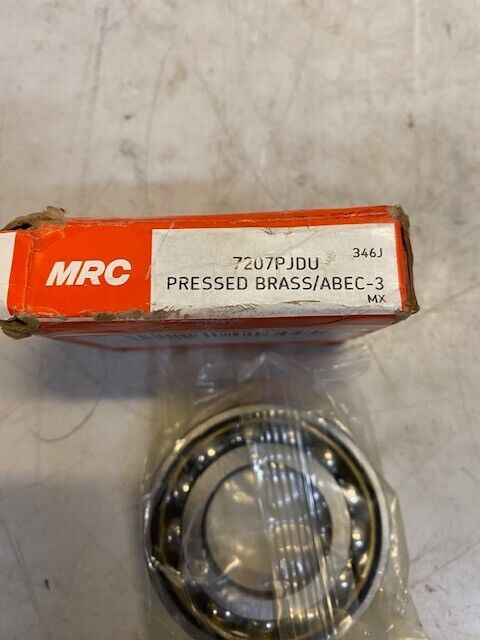 MRC
7207PJDU
346J
PRESSED BRASS/ABEC-3
MX